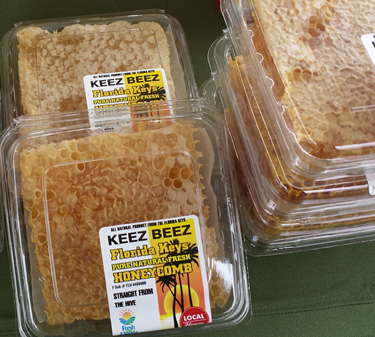 ALL NATURAL PRODUCT FROM THE FLORIDA KEYS
KEEZ BEEZ
Florida Keys
PURE NATURAL FRESH
ALL NATURAL PRODUCT FROM THE FLORIDA KEYS
KEEZ BEEZ
Florida Keys
PURE NATURAL FRESH
HONEYCOMB
STRAIGHT FROM
THE HIVE
Fresh
LOCAL